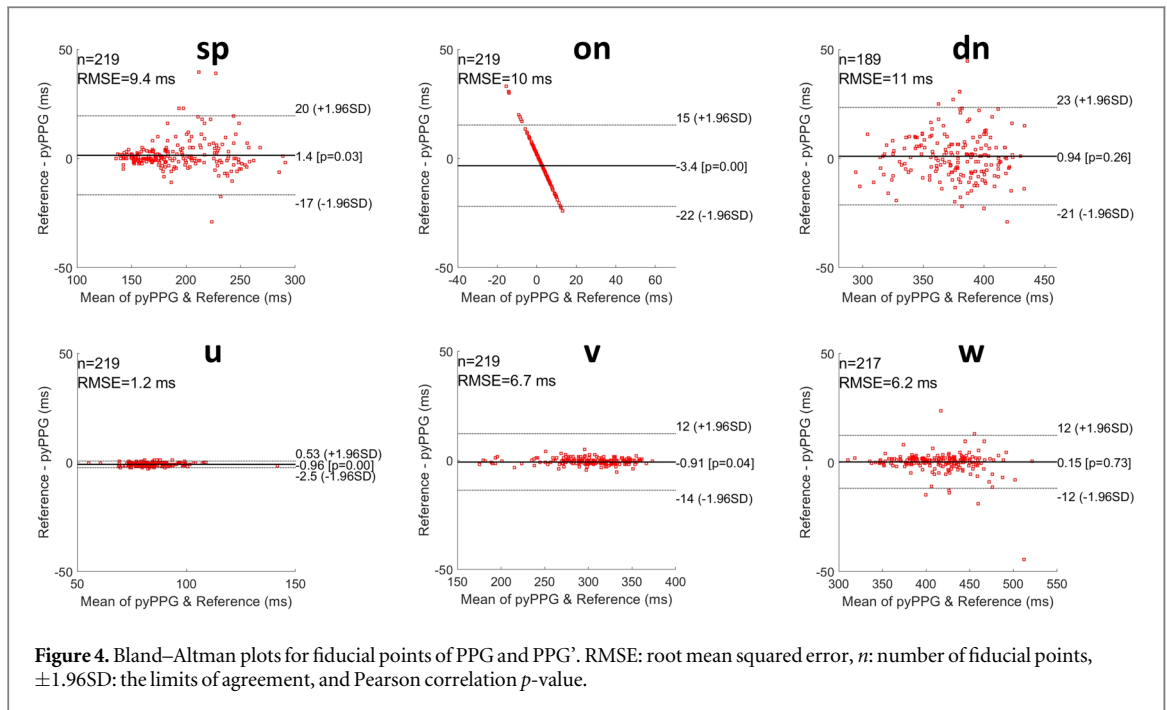 sp
n=219
RMSE=9.4 ms
50
0
-50
Reference - pyPPG (ms)
20 (+1.96SD)
1.4 [p=0.03]
-17 (-1.96SD)
100 150 200 250 300
Mean of pyPPG & Reference (ms)
on
n=219
RMSE=10 ms
50
0
-50
Reference - pyPPG (ms)
15 (+1.96SD)
-3.4 [p=0.00]
-22 (-1.96SD)
-40 -20 0 20 40 60
Mean of pyPPG & Reference (ms)
dn
n=189
RMSE=11 ms
50
0
-50
Reference - pyPPG (ms)
23 (+1.96SD)
0.94 [p=0.26]
-21 (-1.96SD)
300 350 400 450
Mean of pyPPG & Reference (ms)
u
n=219
RMSE=1.2 ms
50
0
-50
Reference - pyPPG (ms)
0.53 (+1.96SD)
-0.96 [p=0.00]
-2.5 (-1.96SD)
50 100 150
Mean of pyPPG & Reference (ms)
v
n=219
RMSE=6.7 ms
50
0
-50
Reference - pyPPG (ms)
12 (+1.96SD)
-0.91 [p=0.04]
-14 (-1.96SD)
150 200 250 300 350 400
Mean of pyPPG & Reference (ms)
w
n=217
RMSE=6.2 ms
50
0
-50
Reference - pyPPG (ms)
12 (+1.96SD)
0.15 [p=0.73]
-12 (-1.96SD)
300 350 400 450 500 550
Mean of pyPPG & Reference (ms)
Figure 4. Bland–Altman plots for fiducial points of PPG and PPG’. RMSE: root mean squared error, n: number of fiducial points,
±1.96SD: the limits of agreement, and Pearson correlation p-value.